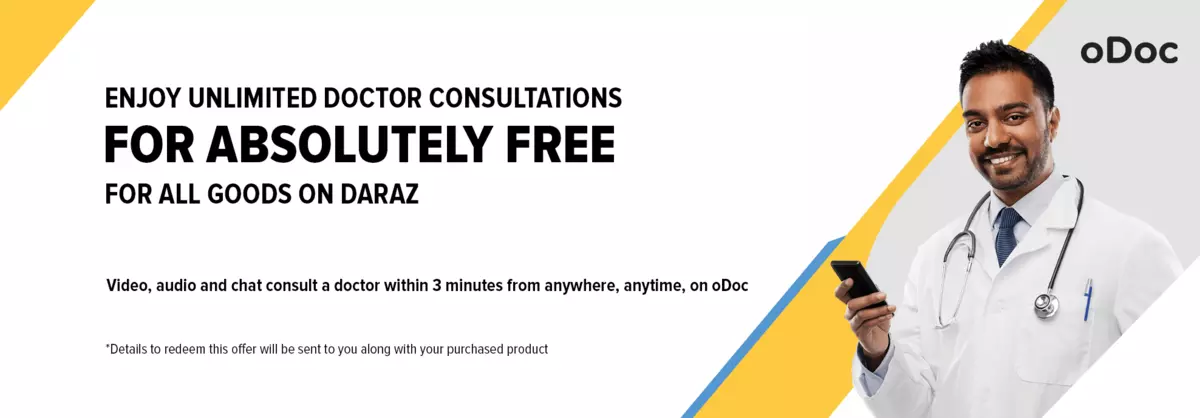 oDoc
ENJOY UNLIMITED DOCTOR CONSULTATIONS
FOR ABSOLUTELY FREE
FOR ALL GOODS ON DARAZ
Video, audio and chat consult a doctor within 3 minutes from anywhere, anytime, on oDoc
*Details to redeem this offer will be sent to you along with your purchased product